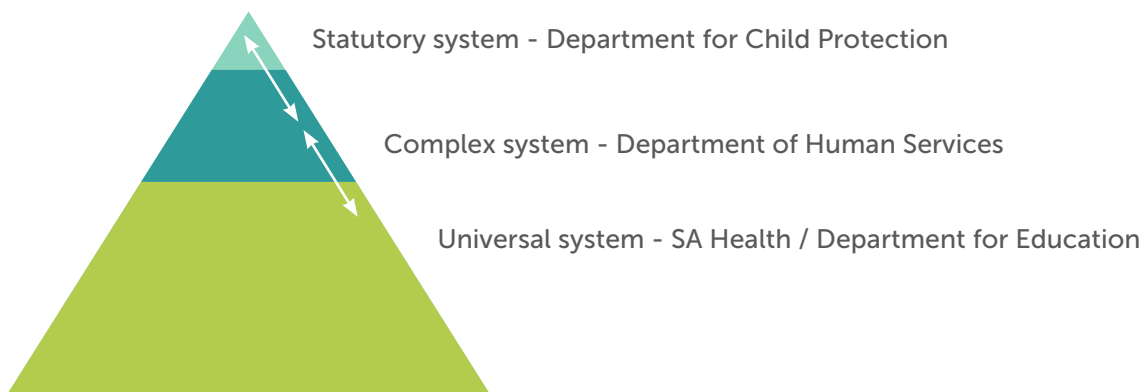 Statutory system - Department for Child Protection
Complex system - Department of Human Services
Universal system - SA Health / Department for Education